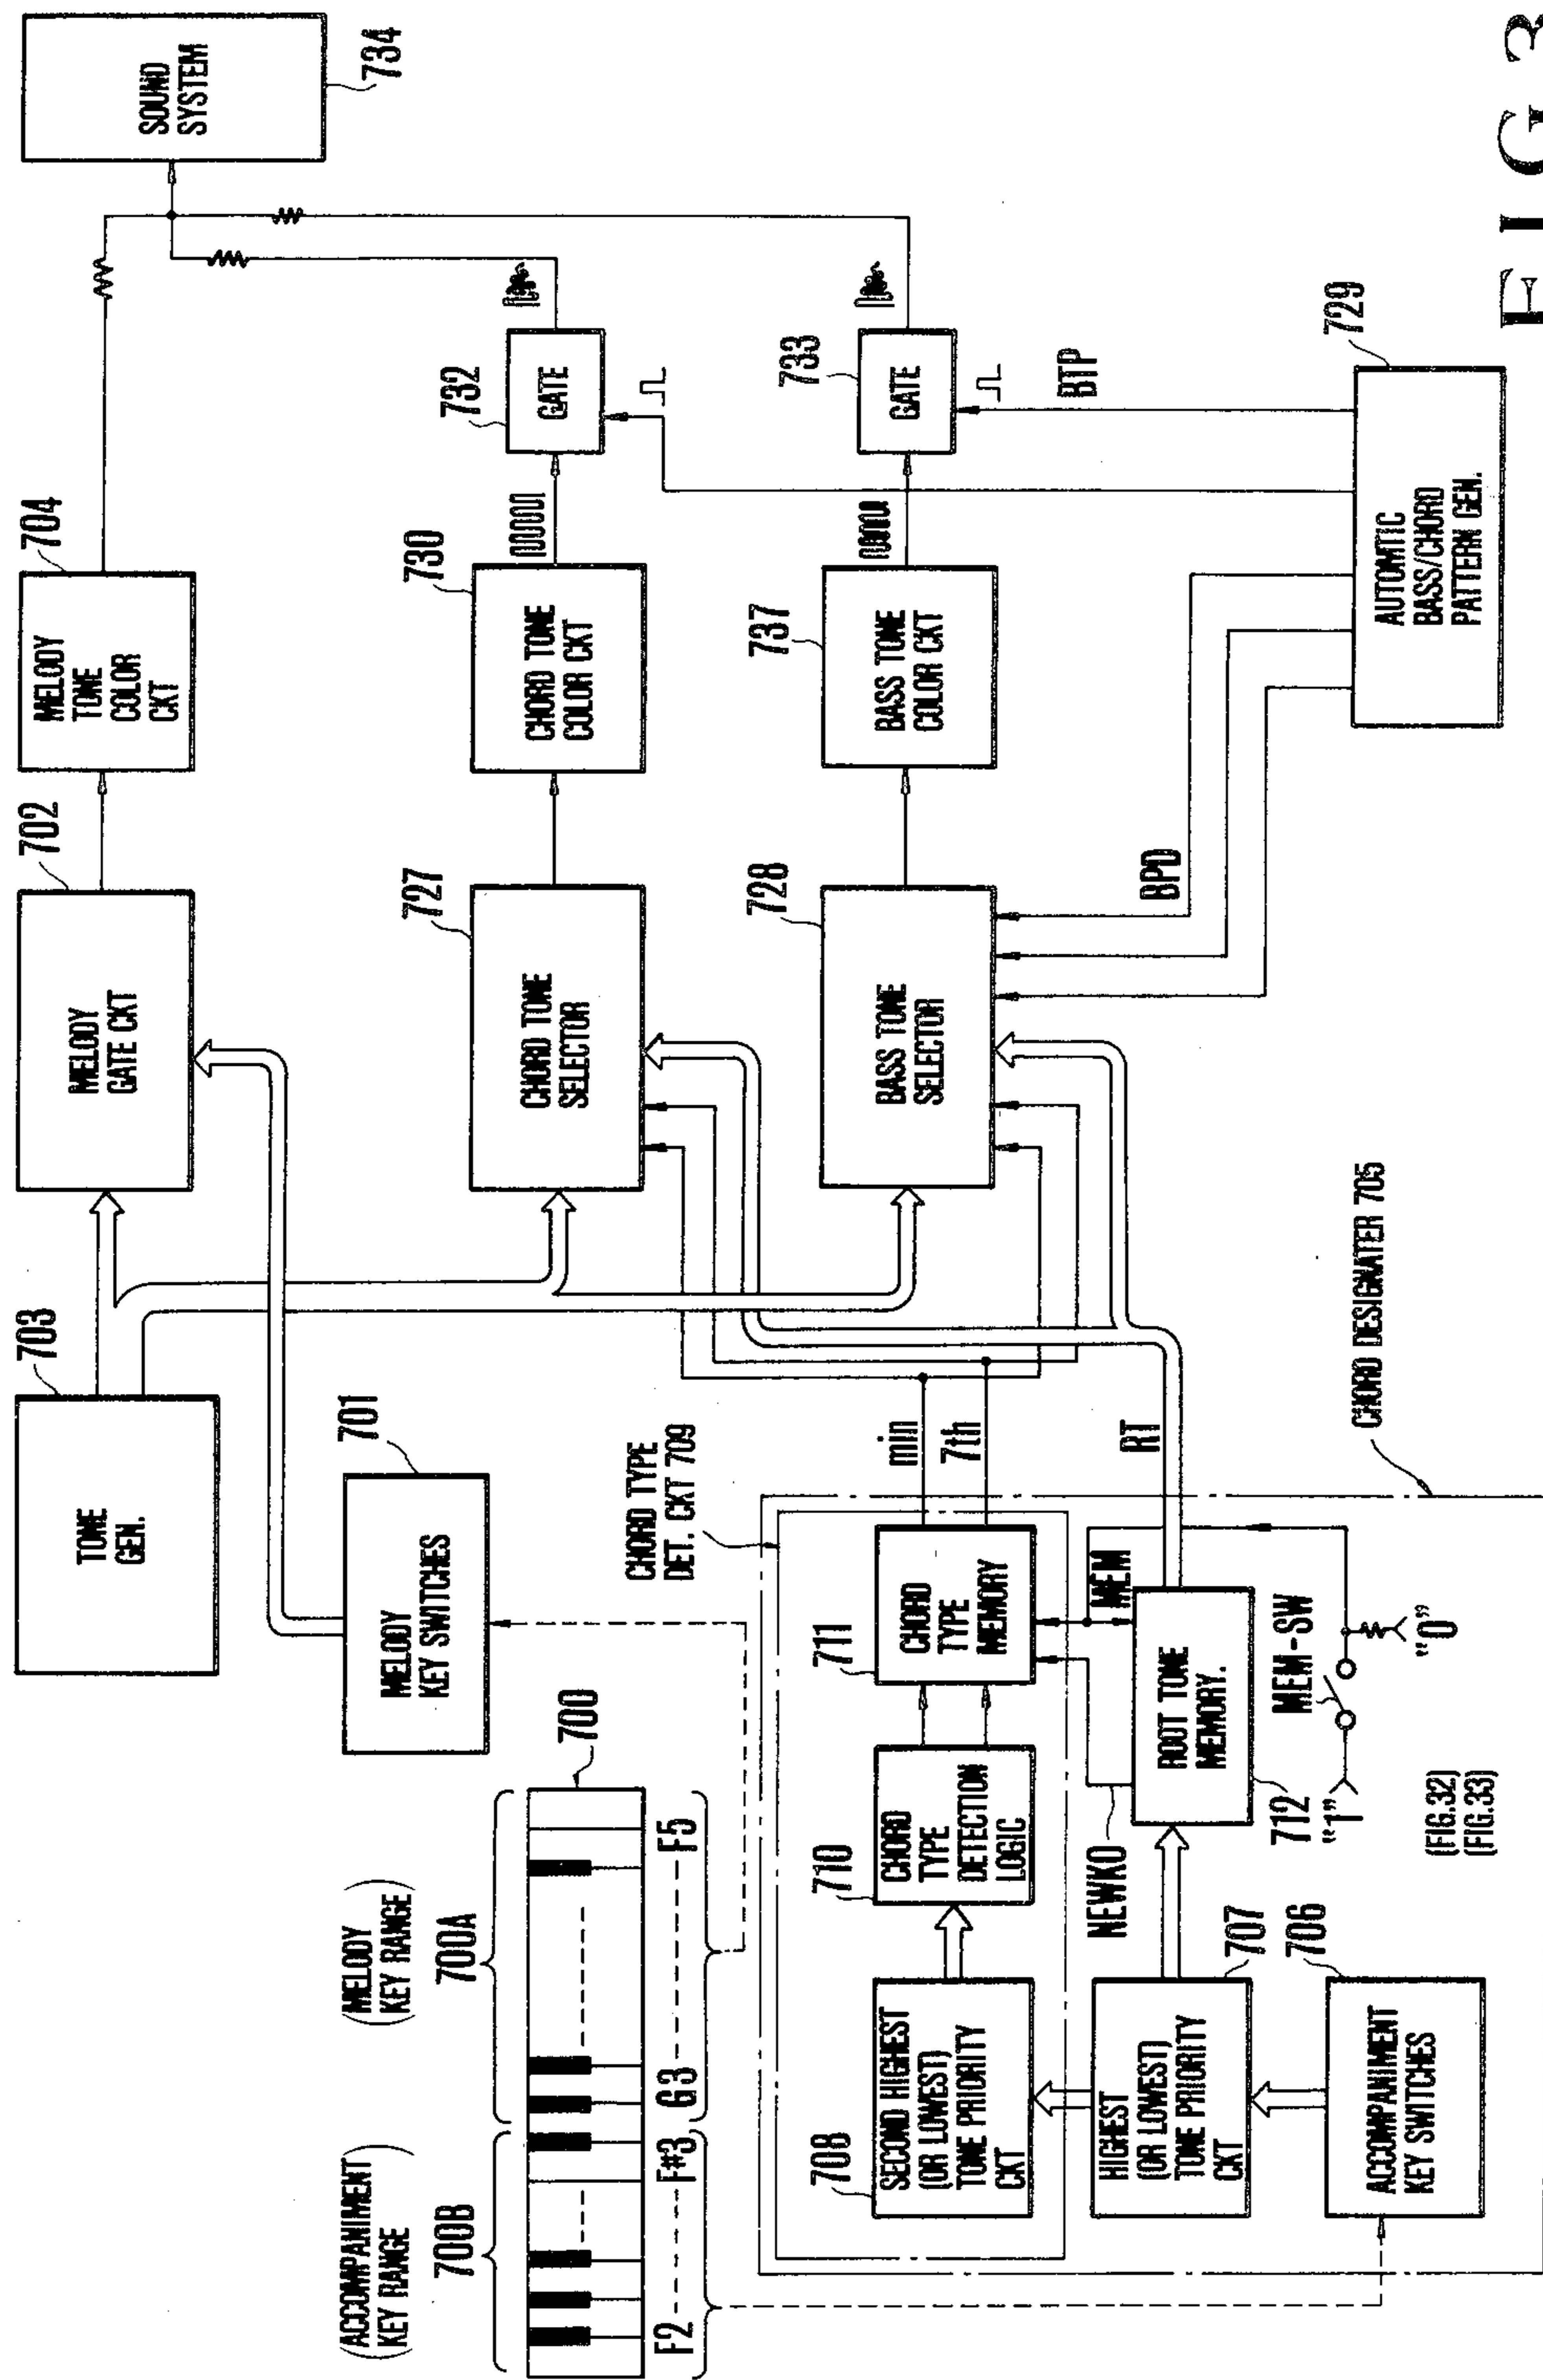 SOUND
SYSTEM
734
MELODY
TONE
COLOR
CKT
704
MELODY
GATE CKT
702
TONE
GEN.
703
MELODY
KEY SWITCHES
701
GATE
732
CHORD TONE
COLOR CKT
730
CHORD TONE
SELECTOR
727
GATE
733
BTP
BASS TONE
COLOR CKT
737
BASS TONE
SELECTOR
728
BPD
AUTOMTIC
BASS/CHORD
PATTERN GEN.
729
(MELODY
KEY RANGE)
700A
(ACCOMPANIMENT
KEY RANGE)
700B
700
F2
F#3
G3
F5
CHORD TYPE
DET. CKT 709
min
7th
RT
CHORD DESIGNATER 705
CHORD
TYPE
MEMORY
711
CHORD
TYPE
DETECTION
LOGIC
710
SECOND HIGHEST
(OR LOWEST)
TONE PRIORITY
CKT
708
HIGHEST
(OR LOWEST)
TONE PRIORITY
CKT
707
ACCOMPANIMENT
KEY SWITCHES
706
NEWKO
MEM
ROOT TONE
MEMORY.
712
MEM-SW
"1"
"0"
(FIG.32)
(FIG.33)
FIG 3